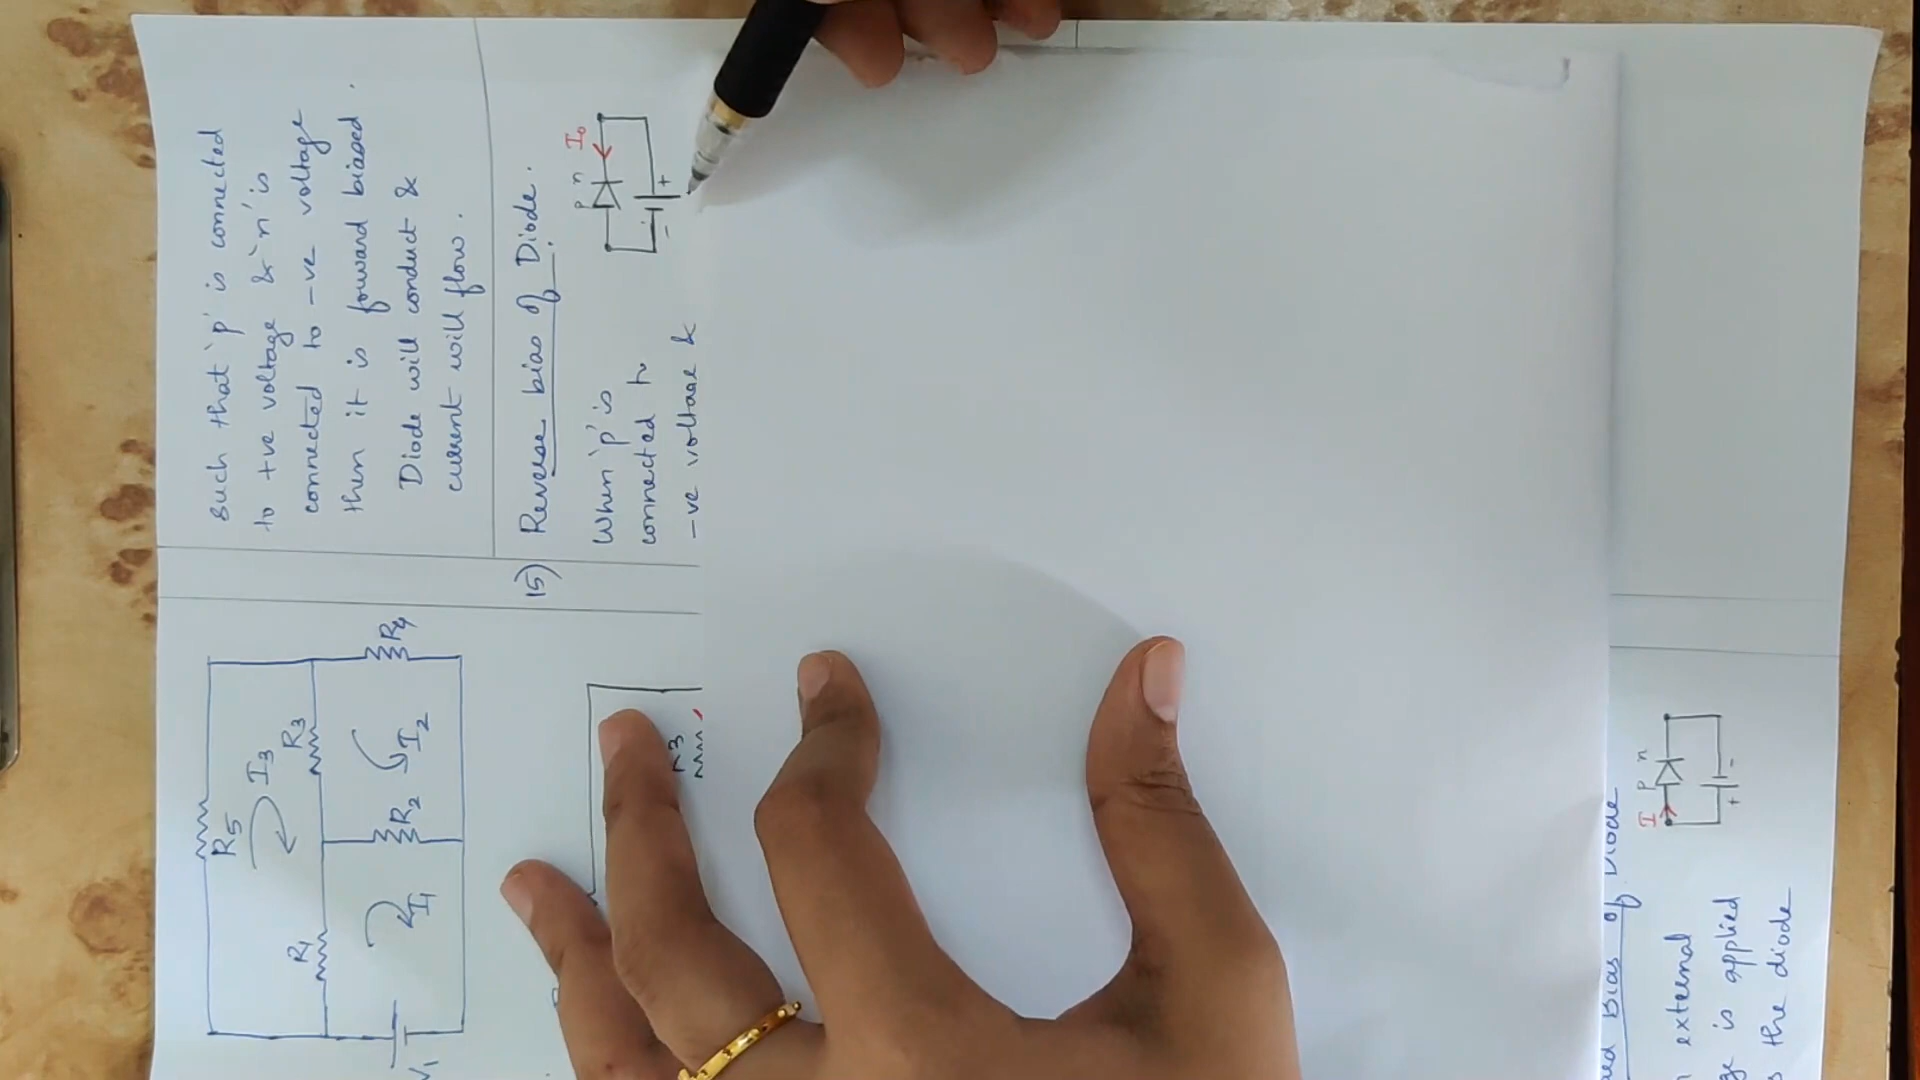 such that 'p' is connected
to +ve voltage & 'n' is
connected to -ve voltage
then it is forward biased.
Diode will conduct &
current will flow.
15) Reverse bias of Diode.
When 'p' is
connected to
-ve voltage &
p n I₀
- +
R5
I3
R1 R3
R2 R4
I1 I2
V1
R3
Bias of Diode
external
is applied
the diode
I p n
+ -